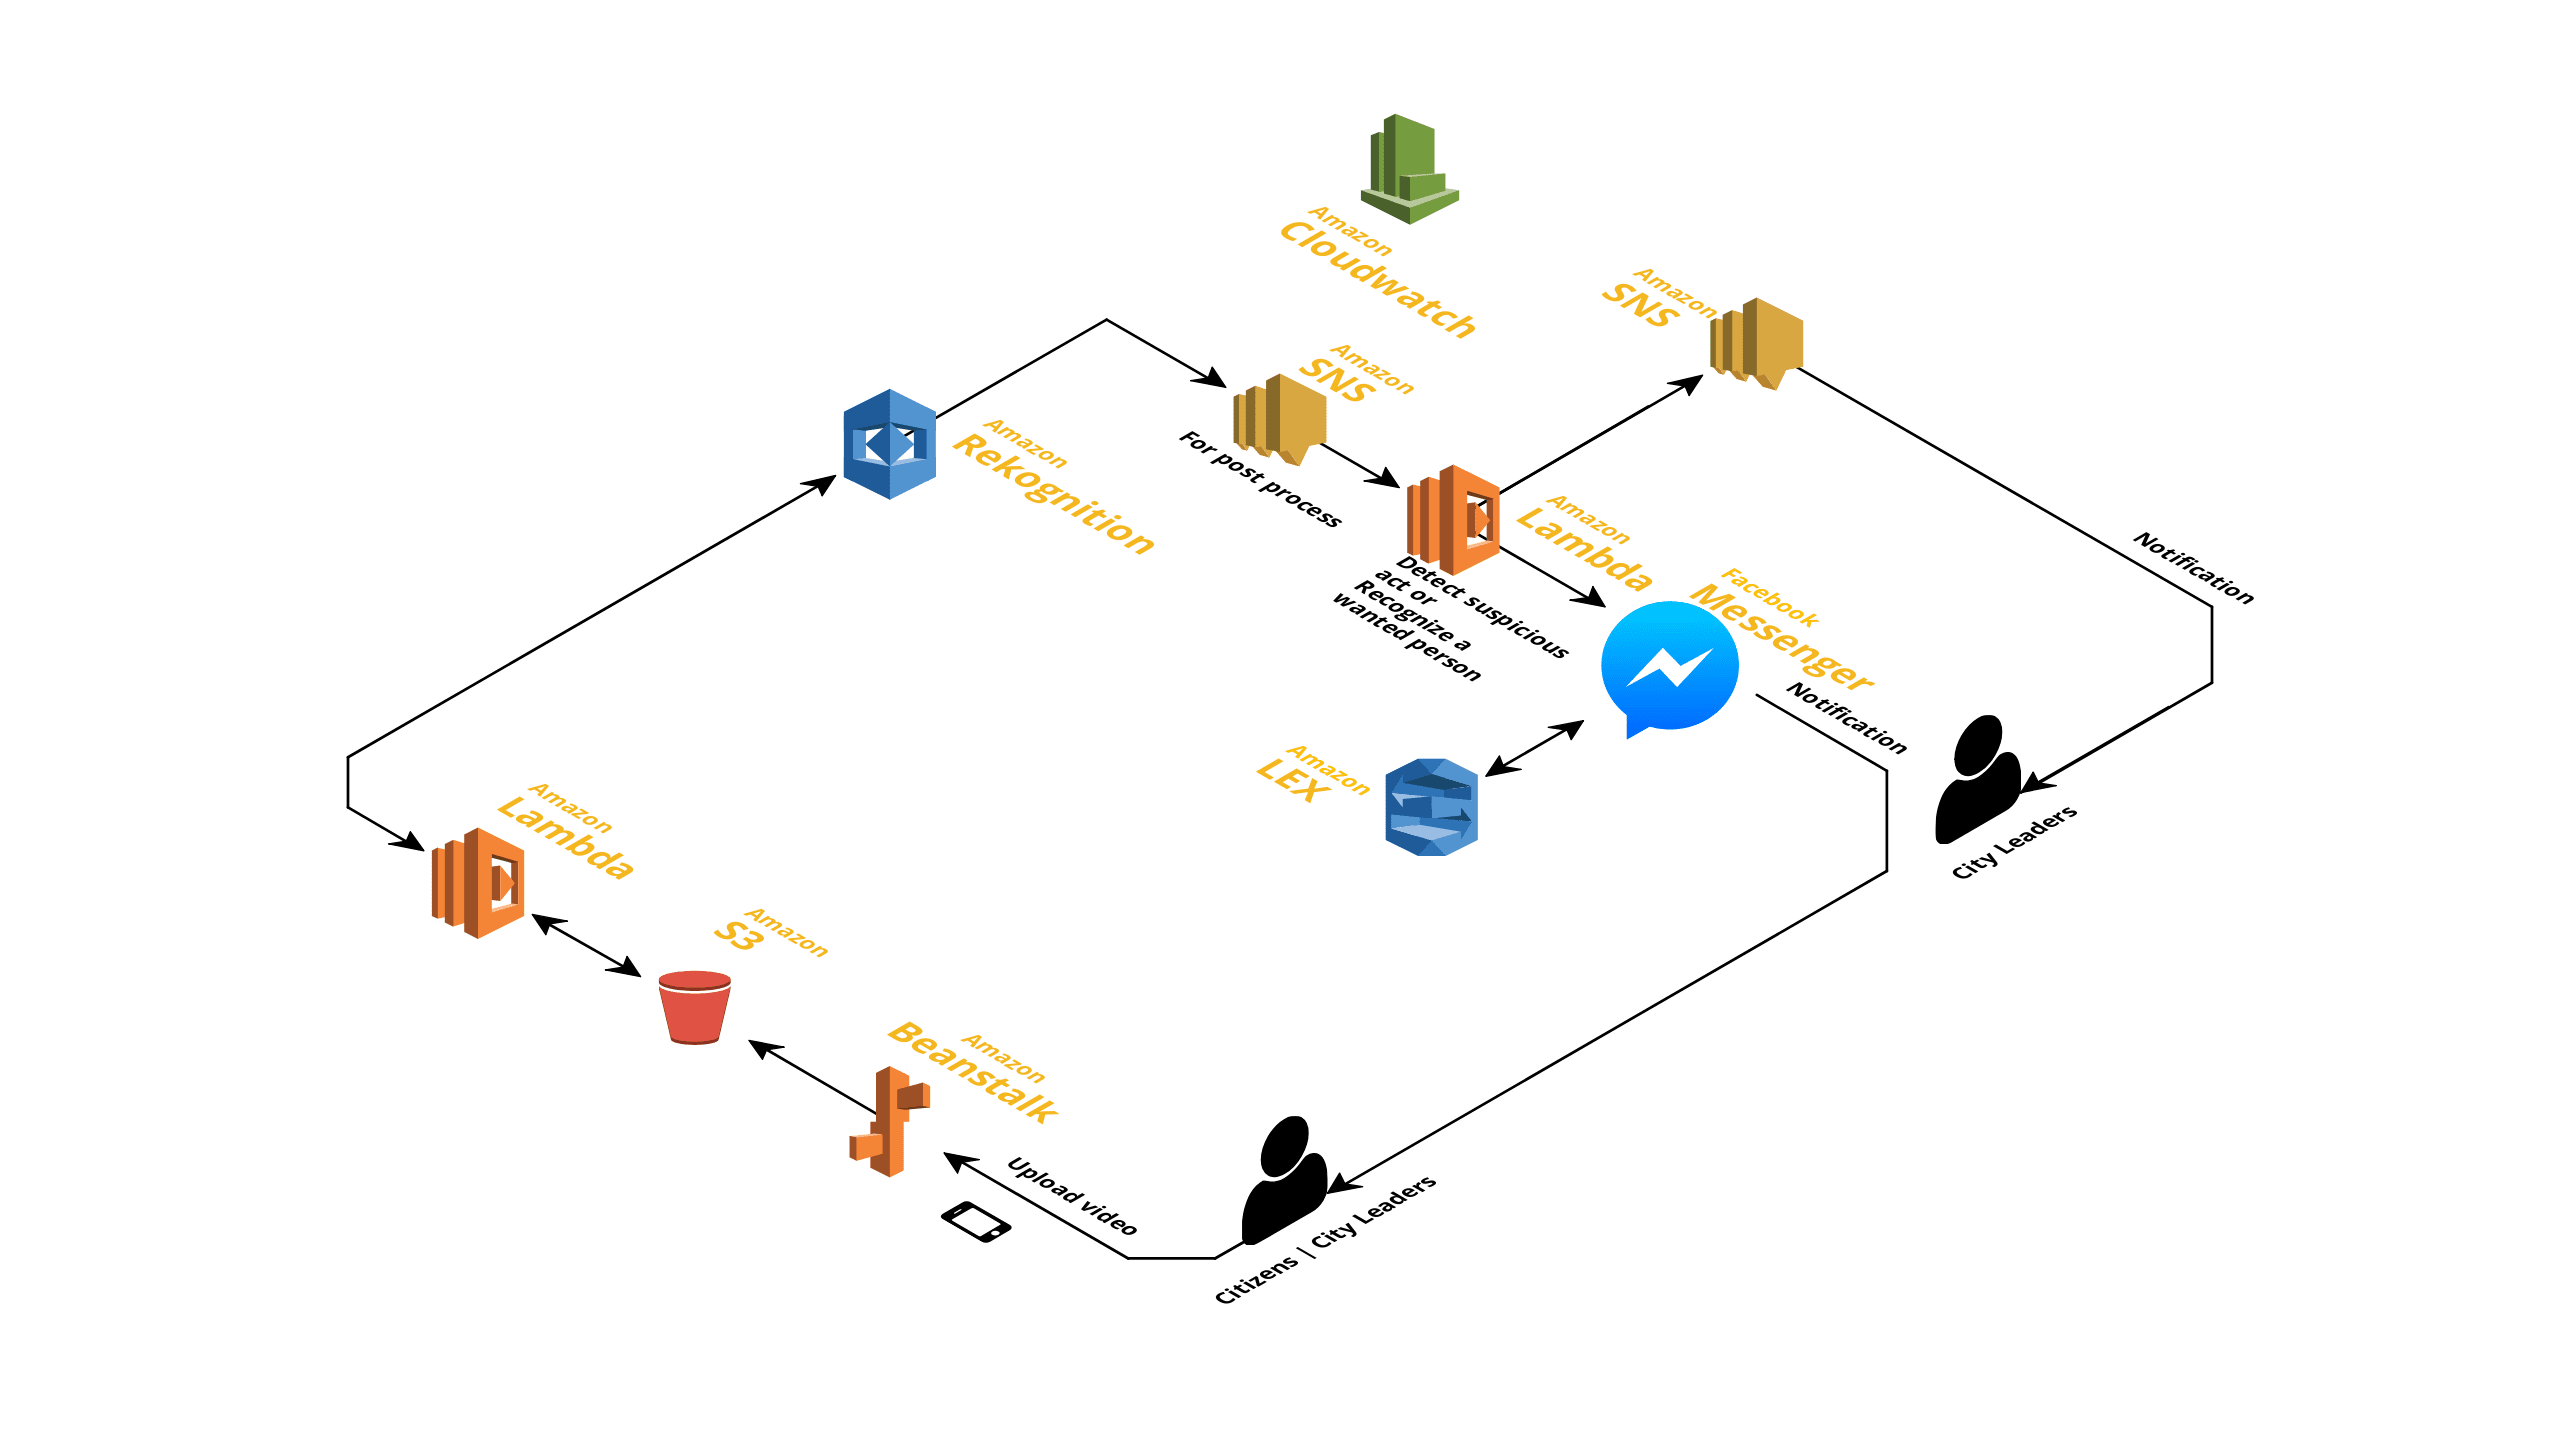 Amazon
Cloudwatch
Amazon
SNS
Amazon
SNS
For post process
Amazon
Rekognition
Amazon
Lambda
Detect suspicious
act or
Recognize a
wanted person
Facebook
Messenger
Notification
Notification
City Leaders
Amazon
LEX
Amazon
Lambda
Amazon
S3
Amazon
Beanstalk
Upload video
Citizens | City Leaders